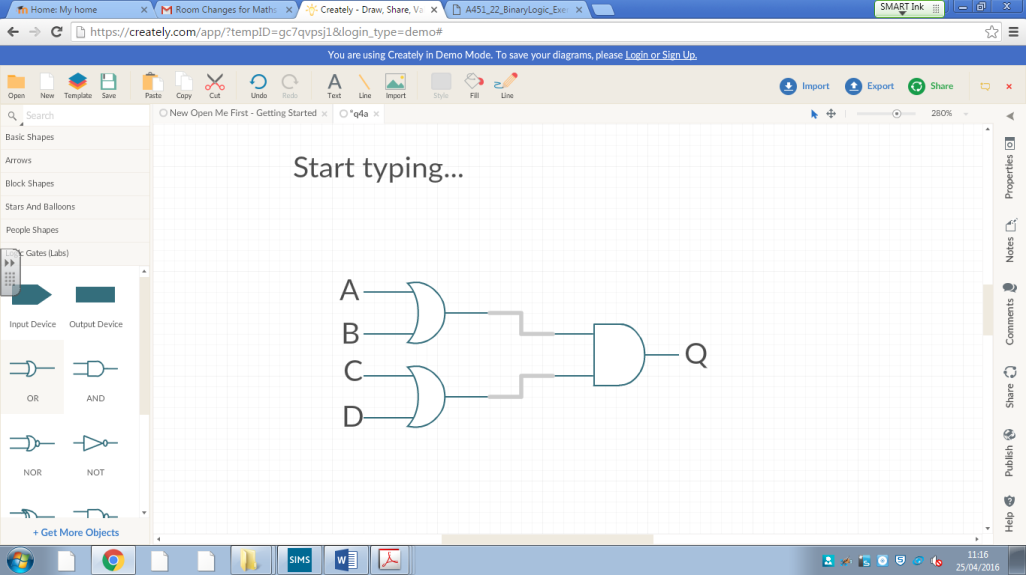 Home: My home
Room Changes for Maths
Creately - Draw, Share, Va
A451_22_BinaryLogic_Exe
SMART Ink
https://creately.com/app/?tempID=gc7qvpsj1&login_type=demo#
You are using Creately in Demo Mode. To save your diagrams, please Login or Sign Up.
Open New Template Save Paste Copy Cut Undo Redo Text Line Import Style Fill Line
Import Export Share
Search
New Open Me First - Getting Started
*q4a
280%
Basic Shapes
Arrows
Block Shapes
Stars And Balloons
People Shapes
Gates (Labs)
Input Device Output Device
OR AND
NOR NOT
+ Get More Objects
Start typing...
A
B
C
D
Q
Properties
Notes
Comments
Share
Publish
Help
SIMS
11:16
25/04/2016